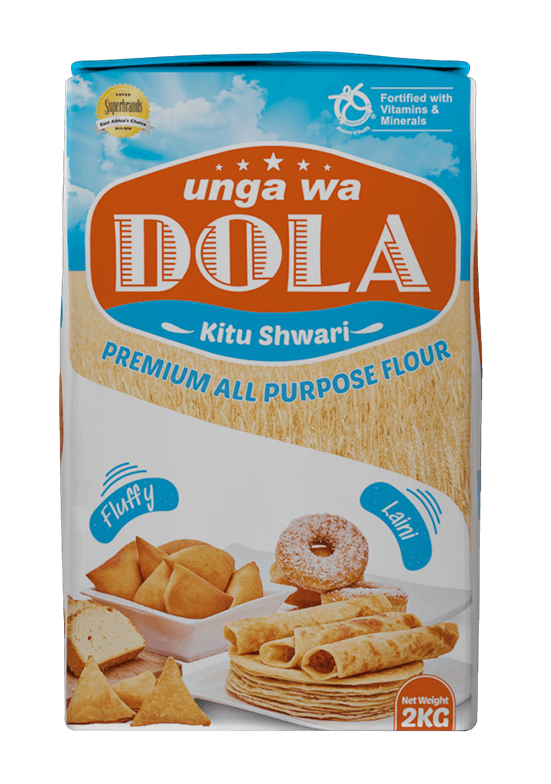 VOTED
Superbrands
East Africa's Choice
Fortified with
Vitamins &
Minerals
unga wa
DOLA
Kitu Shwari
PREMIUM ALL PURPOSE FLOUR
Fluffy
Laini
Net Weight
2KG